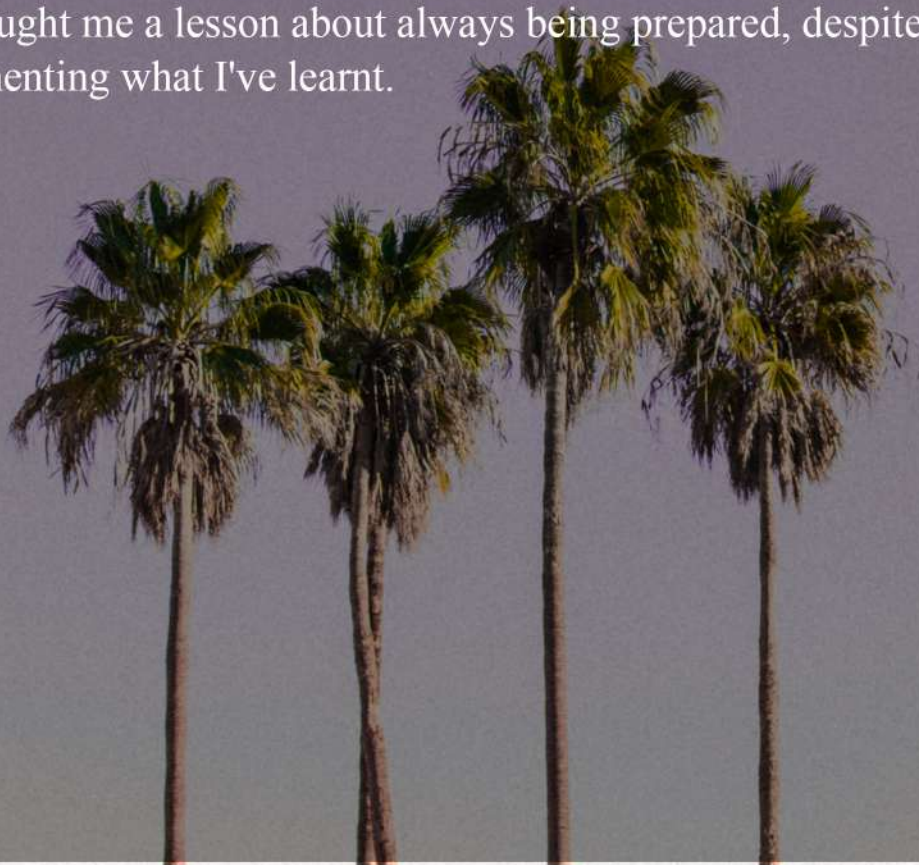 ught me a lesson about always being prepared, despite
enting what I've learnt.